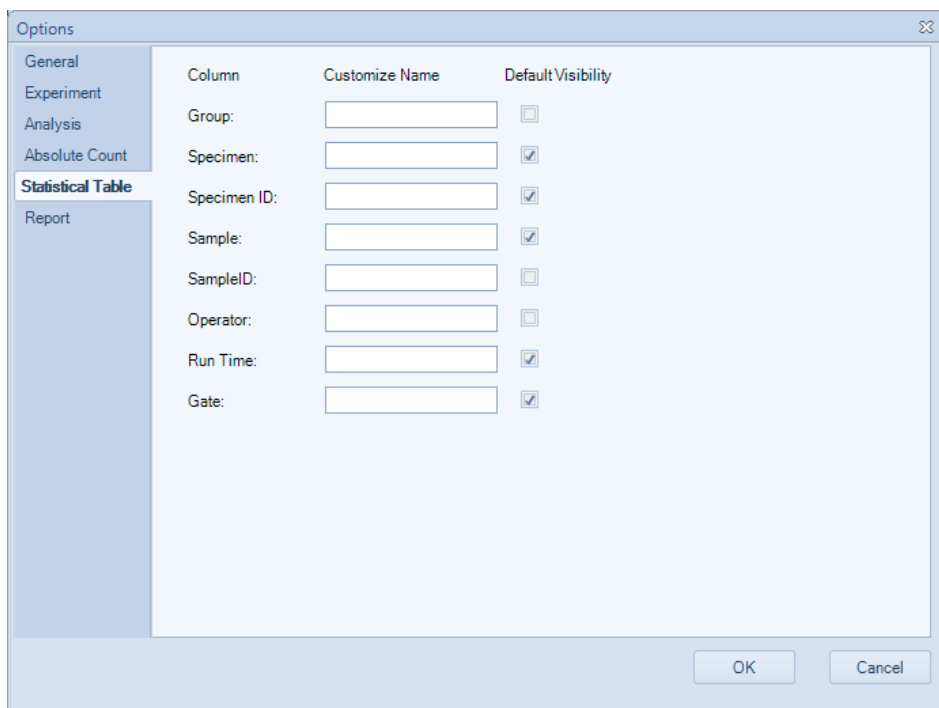 Options
General
Experiment
Analysis
Absolute Count
Statistical Table
Report
Column Customize Name Default Visibility
Group:
Specimen:
Specimen ID:
Sample:
SampleID:
Operator:
Run Time:
Gate:
OK Cancel